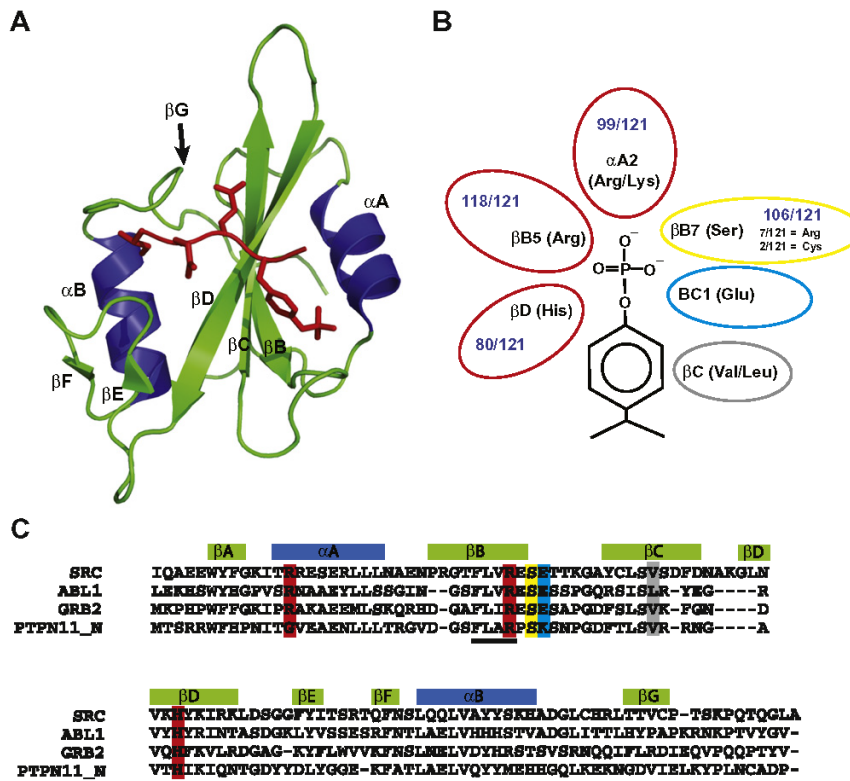 A
βG
αA
αB
βD
βC
βB
βF
βE
B
99/121
αA2
(Arg/Lys)
118/121
βB5 (Arg)
106/121
βB7 (Ser)
7/121 = Arg
2/121 = Cys
O⁻
O=P-O⁻
O
BC1 (Glu)
βD (His)
80/121
βC (Val/Leu)
C
βA αA βB βC βD
SRC IQAEEWYFGKITRRESERLLLNAENPRGTFLVRESETTKGAYCLSVSDFDNAKGLN
ABL1 LEKHSWYHGPVSRNAAEYLLSSGIN--GSFLVRESESSPGQRSISLR-YEG----R
GRB2 MKPHPWFFGKIPRAKAEEMLSKQRHD-GAFLIRESESAPGDFSLSVK-FGN----D
PTPN11_N MTSRRWFHPNITGVEAENLLLTRGVD-GSFLARPSKSNPGDFTLSVR-RNG----A
βD βE βF αB βG
SRC VKHYKIRKLDSGGFYITSRTQFNSLQQLVAYYSKHADGLCHRLTTVCP-TSKPQTQGLA
ABL1 VYHYRINTASDGKLYVSSESRFNTLAELVHHHSTVADGLITTLHYPAPKRNKPTVYGV-
GRB2 VQHFKVLRDGAG-KYFLWVVKFNSLNELVDYHRSTSVSRNQQIFLRDIEQVPQQPTYV-
PTPN11_N VTHIKIQNTGDYYDLYGGE-KFATLAELVQYYMEHHGQLKEKNGDVIELKYPLNCADP-